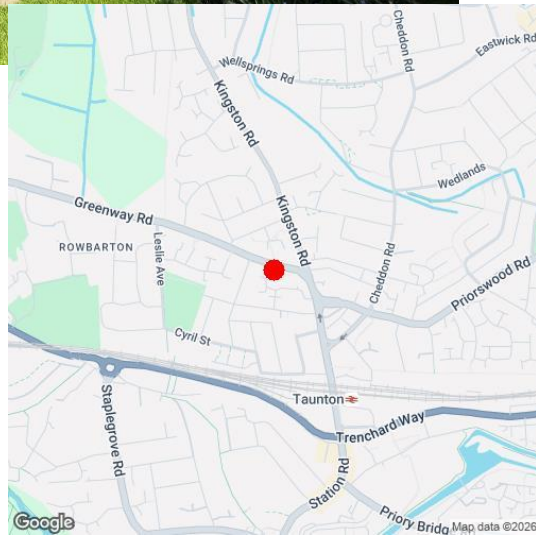 Cheddon Rd
Eastwick Rd
Wellsprings Rd
Kingston Rd
Wedlands
Greenway Rd
Kingston Rd
ROWBARTON
Leslie Ave
Cheddon Rd
Priorswood Rd
Cyril St
Taunton
Staplegrove Rd
Trenchard Way
Station Rd
Priory Bridg
Google
Map data ©2026